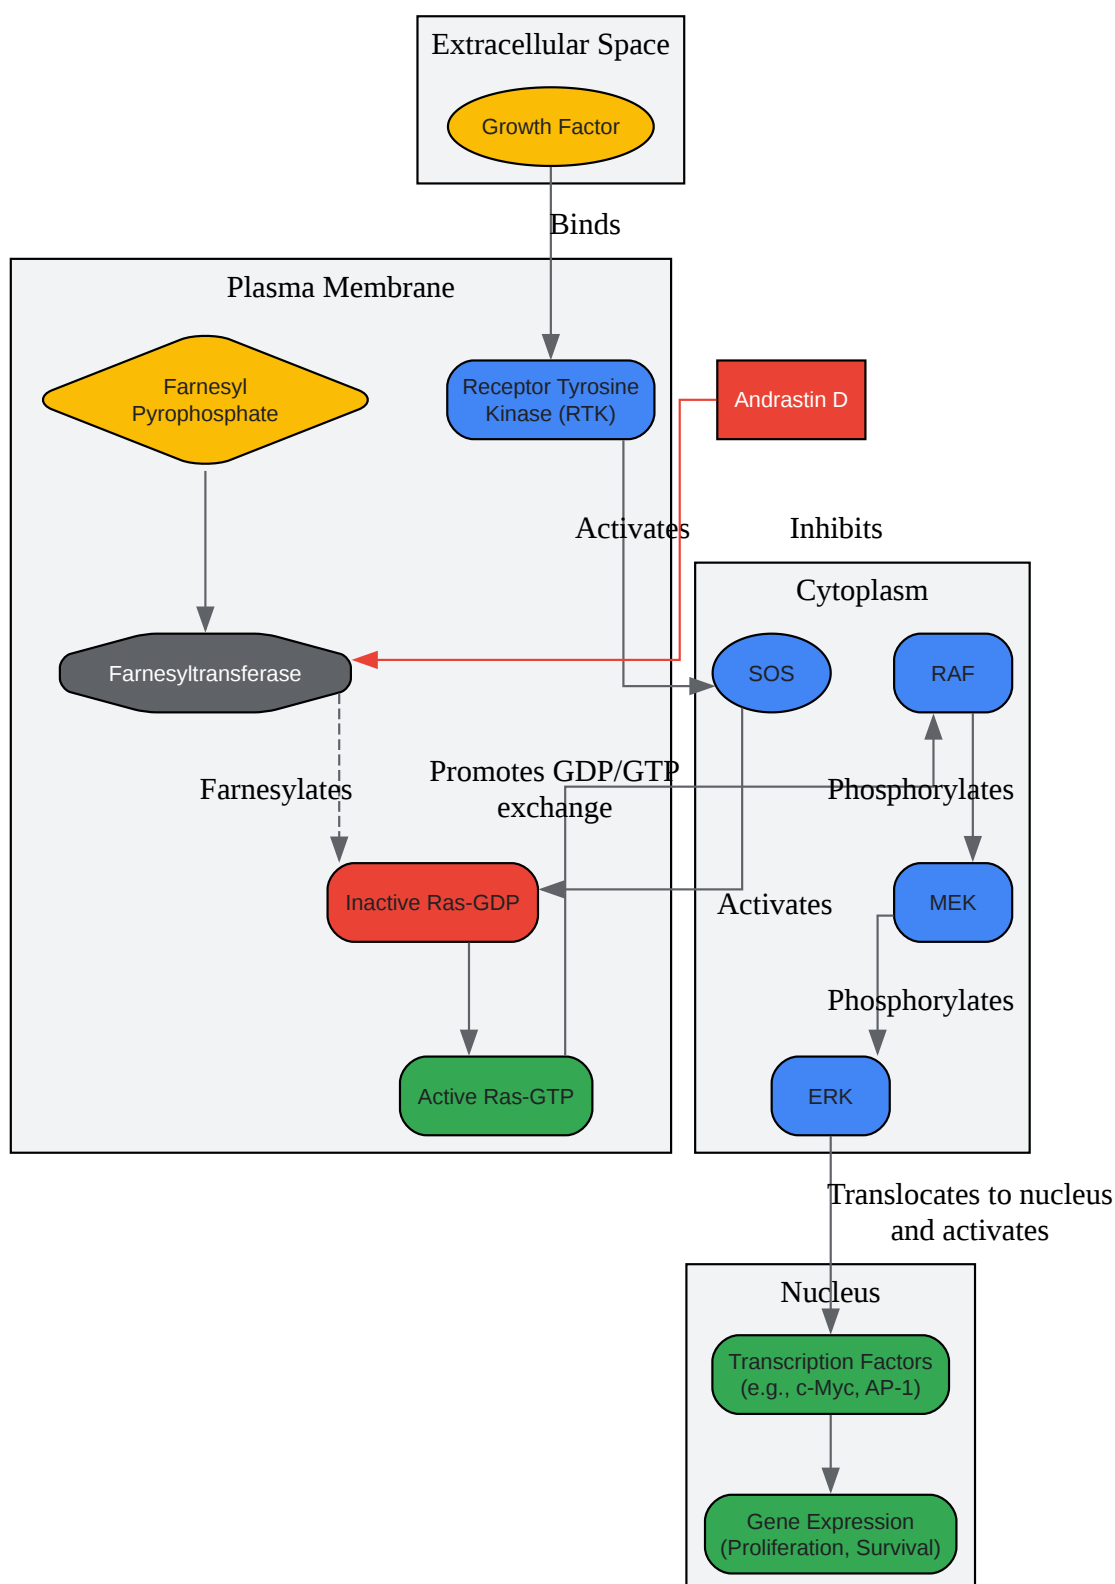 Extracellular Space
Growth Factor
Binds
Plasma Membrane
Farnesyl
Pyrophosphate
Receptor Tyrosine
Kinase (RTK)
Andrastin D
Activates
Inhibits
Cytoplasm
Farnesyltransferase
SOS
RAF
Farnesylates
Promotes GDP/GTP
exchange
Phosphorylates
Inactive Ras-GDP
Activates
MEK
Phosphorylates
Active Ras-GTP
ERK
Translocates to nucleus
and activates
Nucleus
Transcription Factors
(e.g., c-Myc, AP-1)
Gene Expression
(Proliferation, Survival)